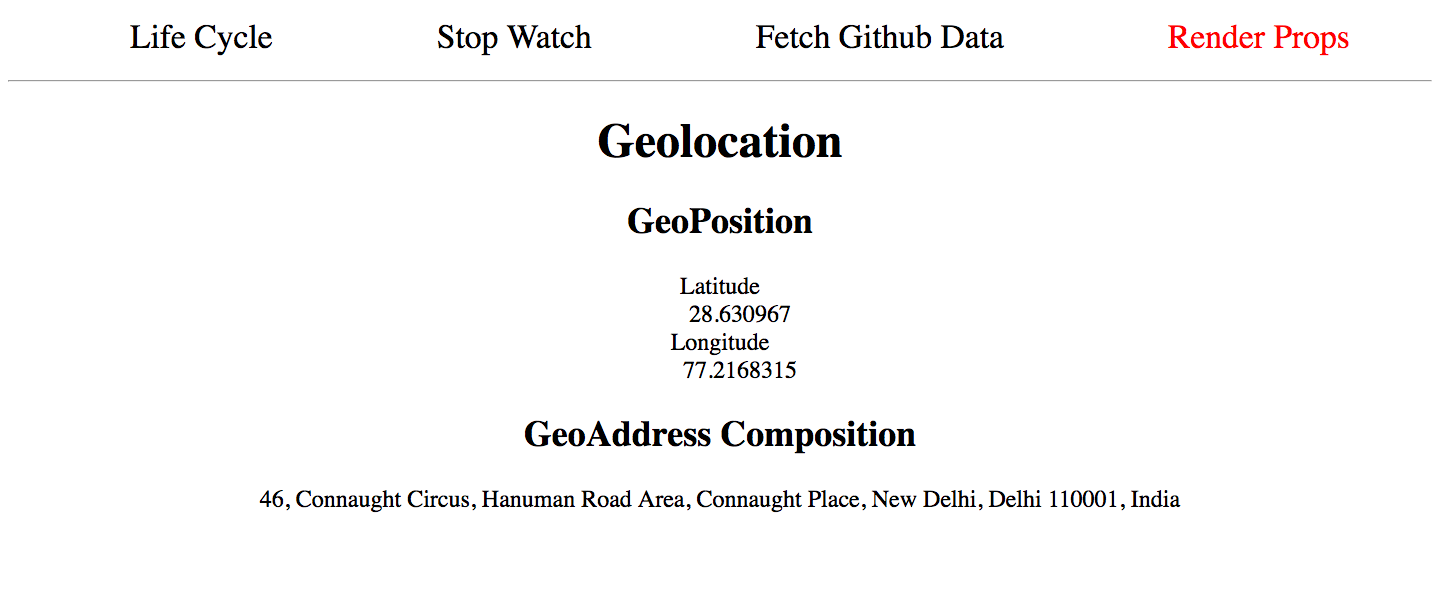 Life Cycle Stop Watch Fetch Github Data Render Props
Geolocation
GeoPosition
Latitude
28.630967
Longitude
77.2168315
GeoAddress Composition
46, Connaught Circus, Hanuman Road Area, Connaught Place, New Delhi, Delhi 110001, India